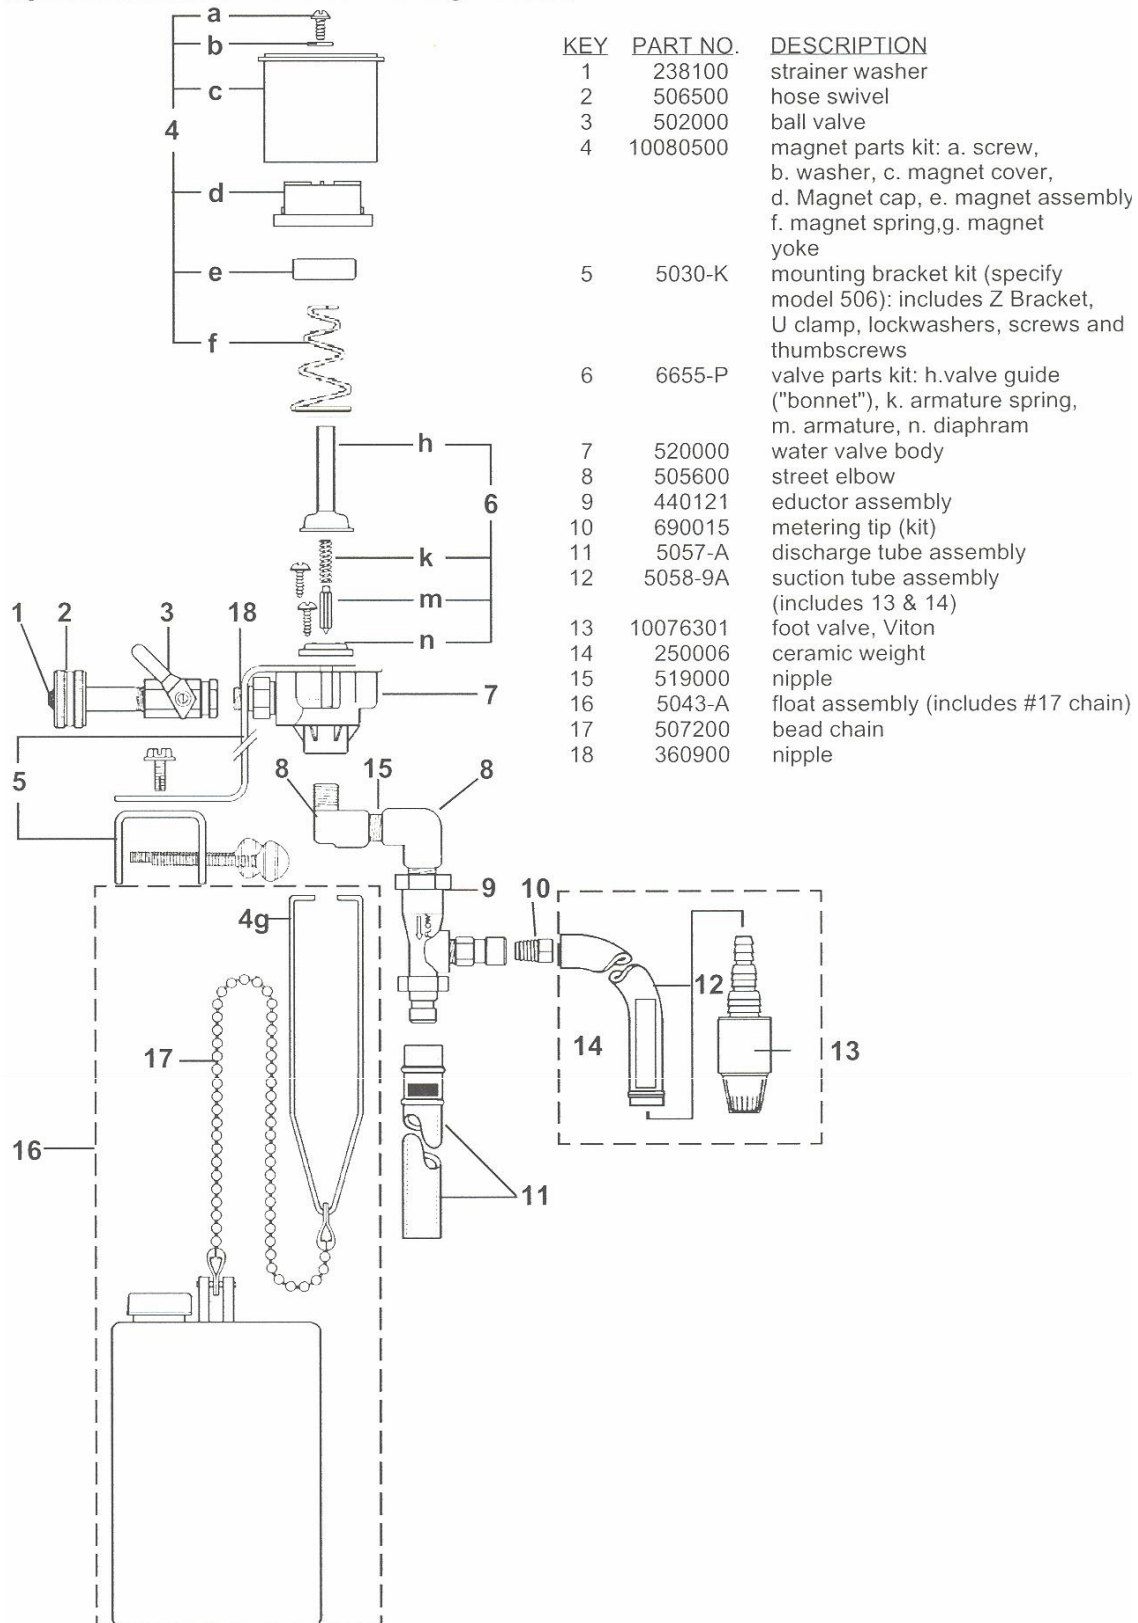 a
b
c
4
d
e
f
h
6
k
m
n
1
2
3
18
7
5
8
15
8
9
10
FLOW
4g
12
14
13
17
16
11
KEY PART NO. DESCRIPTION
1 238100 strainer washer
2 506500 hose swivel
3 502000 ball valve
4 10080500 magnet parts kit: a. screw,
b. washer, c. magnet cover,
d. Magnet cap, e. magnet assembly
f. magnet spring,g. magnet
yoke
5 5030-K mounting bracket kit (specify
model 506): includes Z Bracket,
U clamp, lockwashers, screws and
thumbscrews
6 6655-P valve parts kit: h.valve guide
("bonnet"), k. armature spring,
m. armature, n. diaphram
7 520000 water valve body
8 505600 street elbow
9 440121 eductor assembly
10 690015 metering tip (kit)
11 5057-A discharge tube assembly
12 5058-9A suction tube assembly
(includes 13 & 14)
13 10076301 foot valve, Viton
14 250006 ceramic weight
15 519000 nipple
16 5043-A float assembly (includes #17 chain)
17 507200 bead chain
18 360900 nipple